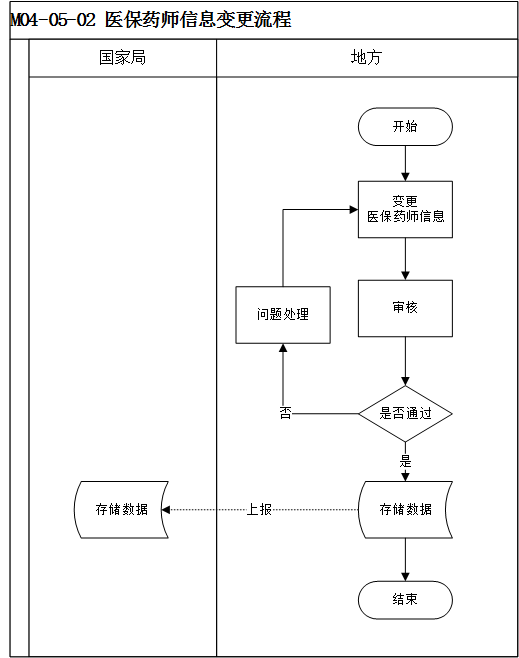 M04-05-02 医保药师信息变更流程
国家局
地方
开始
变更
医保药师信息
审核
问题处理
是否通过
否
是
存储数据
上报
存储数据
结束